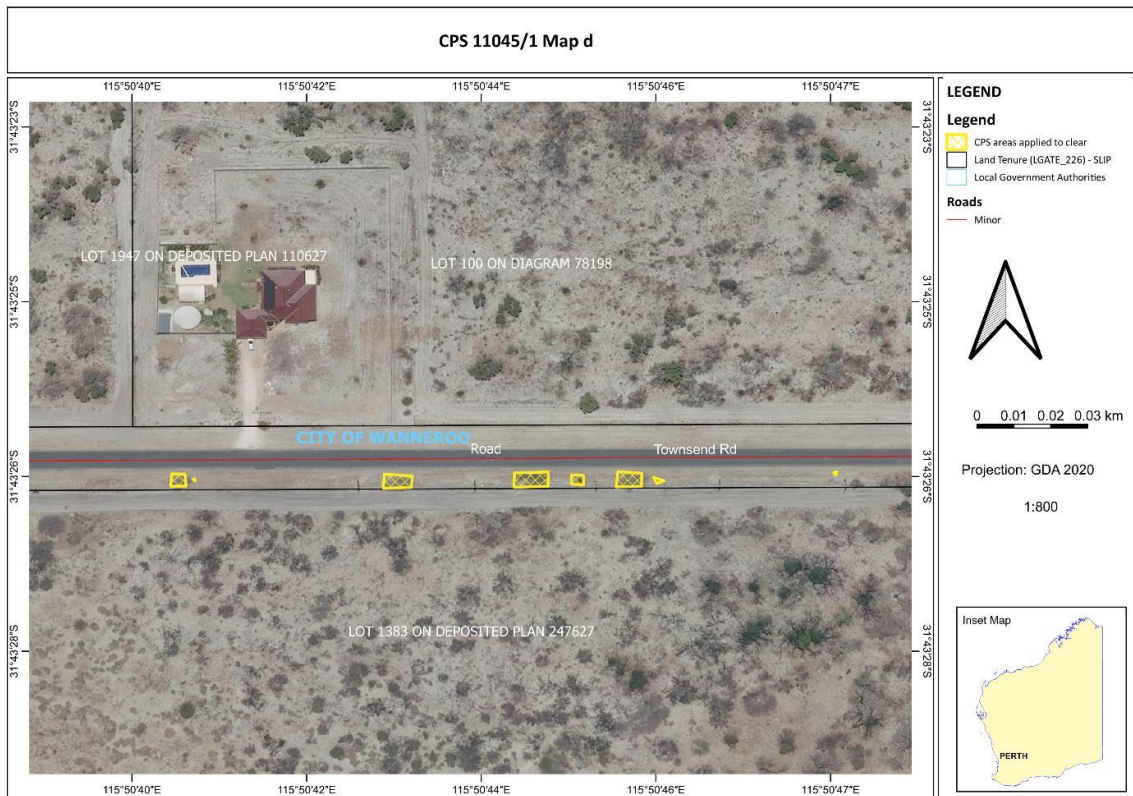 CPS 11045/1 Map d
115°50'40"E 115°50'42"E 115°50'44"E 115°50'46"E 115°50'47"E
31°43'23"S
31°43'25"S
31°43'26"S
31°43'28"S
LOT 1947 ON DEPOSITED PLAN 110627
LOT 100 ON DIAGRAM 78198
CITY OF WANNEROO
Road
Townsend Rd
LOT 1383 ON DEPOSITED PLAN 247627
31°43'23"S
31°43'25"S
31°43'26"S
31°43'28"S
115°50'40"E 115°50'42"E 115°50'44"E 115°50'46"E 115°50'47"E
LEGEND
Legend
CPS areas applied to clear
Land Tenure (LGATE_226) - SLIP
Local Government Authorities
Roads
Minor
0 0.01 0.02 0.03 km
Projection: GDA 2020
1:800
Inset Map
PERTH